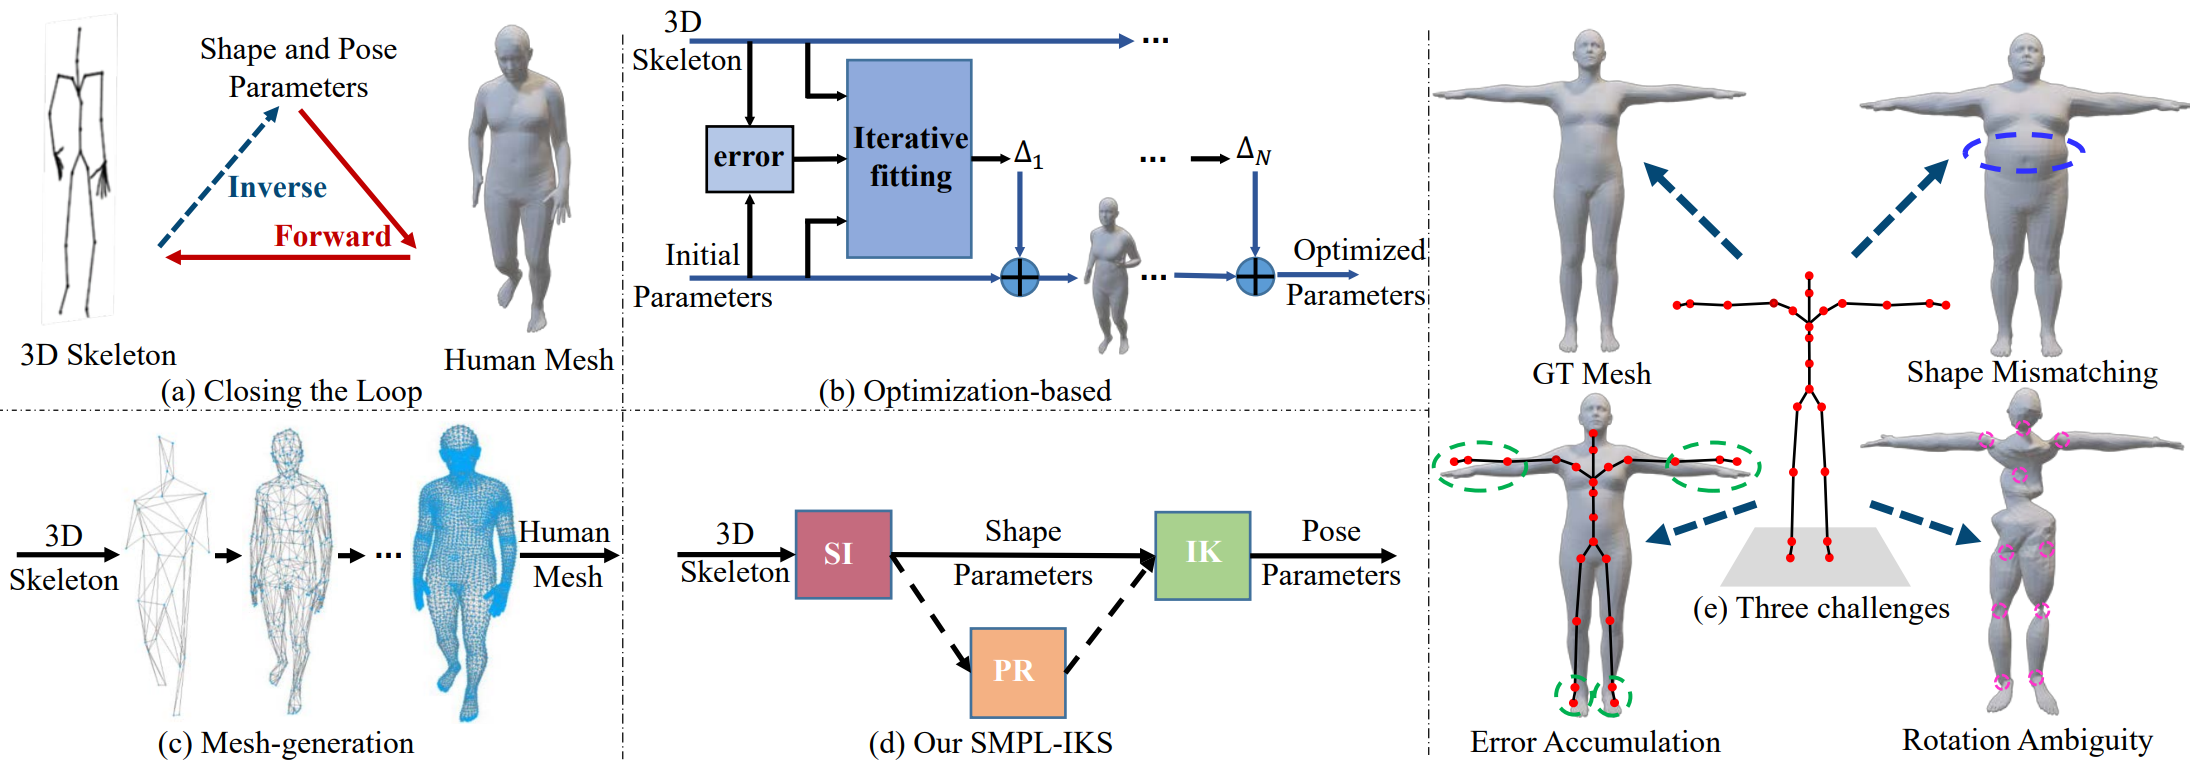 Shape and Pose
Parameters
Inverse
Forward
3D Skeleton
Human Mesh
(a) Closing the Loop
3D
Skeleton
error
Iterative
fitting
Δ1
...
ΔN
...
Initial
Parameters
...
Optimized
Parameters
(b) Optimization-based
3D
Skeleton
...
Human
Mesh
(c) Mesh-generation
3D
Skeleton
SI
Shape
Parameters
IK
Pose
Parameters
PR
(d) Our SMPL-IKS
GT Mesh
Shape Mismatching
(e) Three challenges
Error Accumulation
Rotation Ambiguity